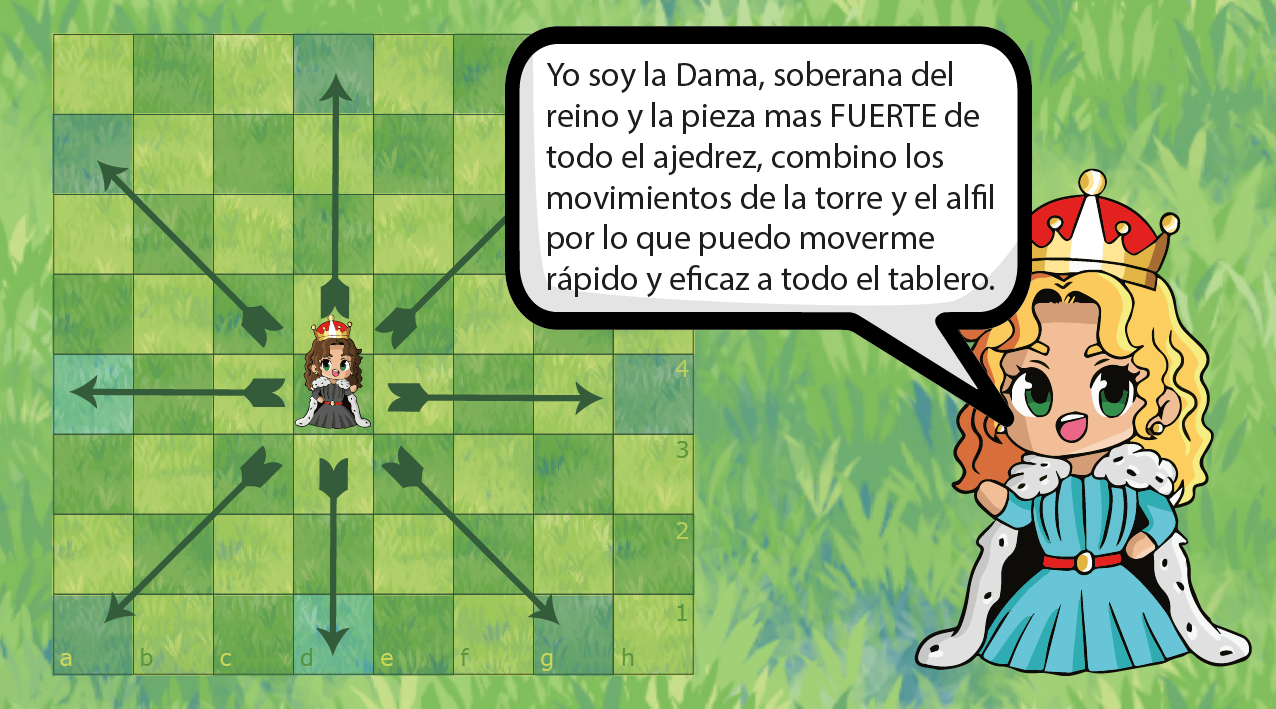 Yo soy la Dama, soberana del
reino y la pieza mas FUERTE de
todo el ajedrez, combino los
movimientos de la torre y el alfil
por lo que puedo moverme
rápido y eficaz a todo el tablero.
4
3
2
1
a b c d e f g h